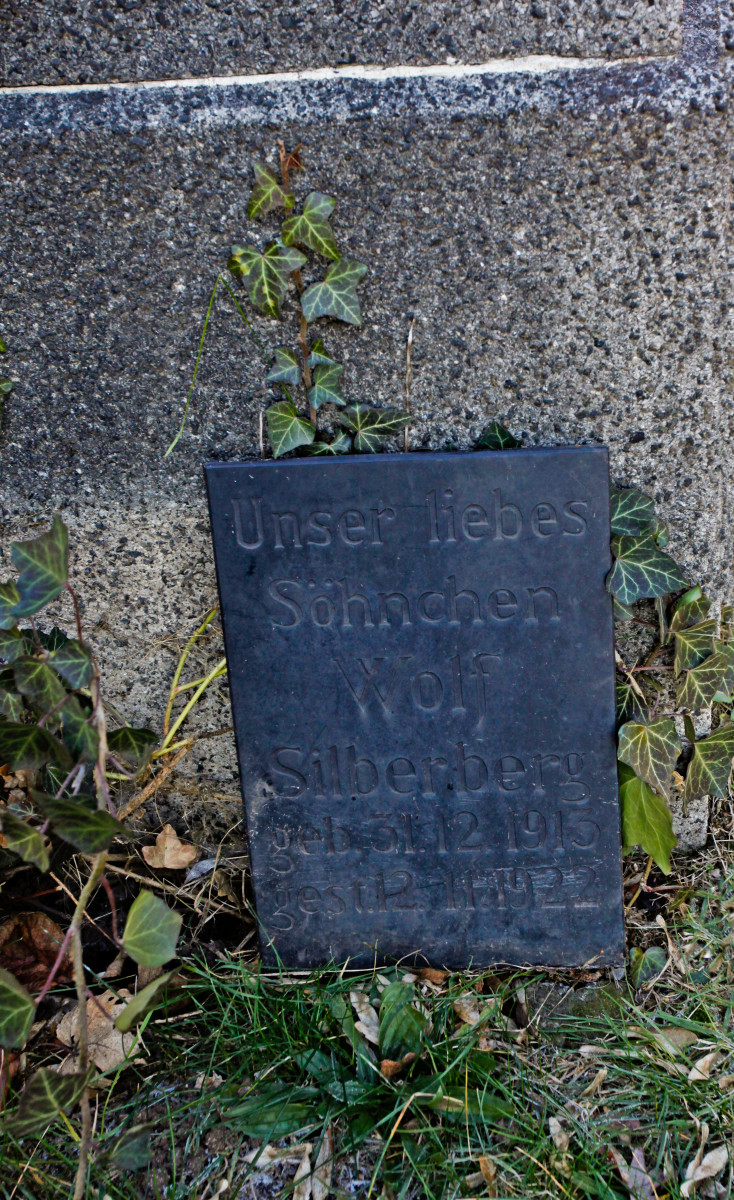 Unser liebes
Söhnchen
Wolf
Silberberg
geb. 31.12 1915
gest. 12.11.1922